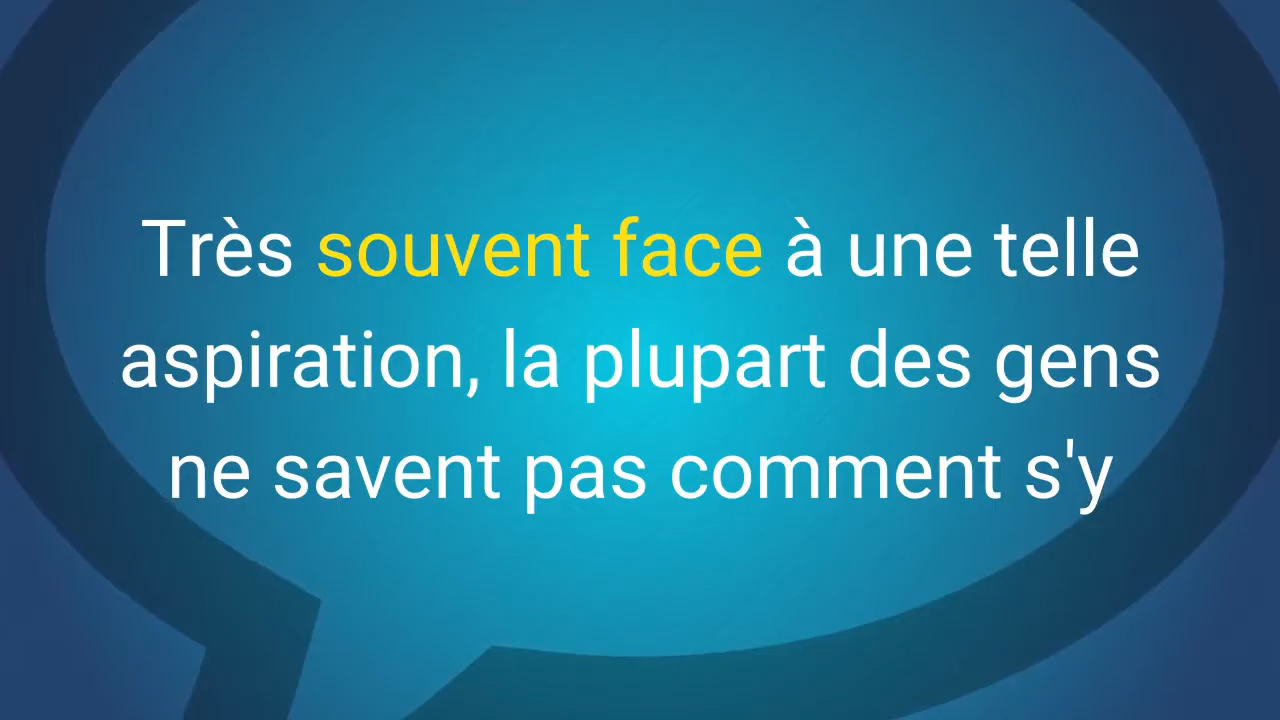 Très souvent face à une telle
aspiration, la plupart des gens
ne savent pas comment s'y